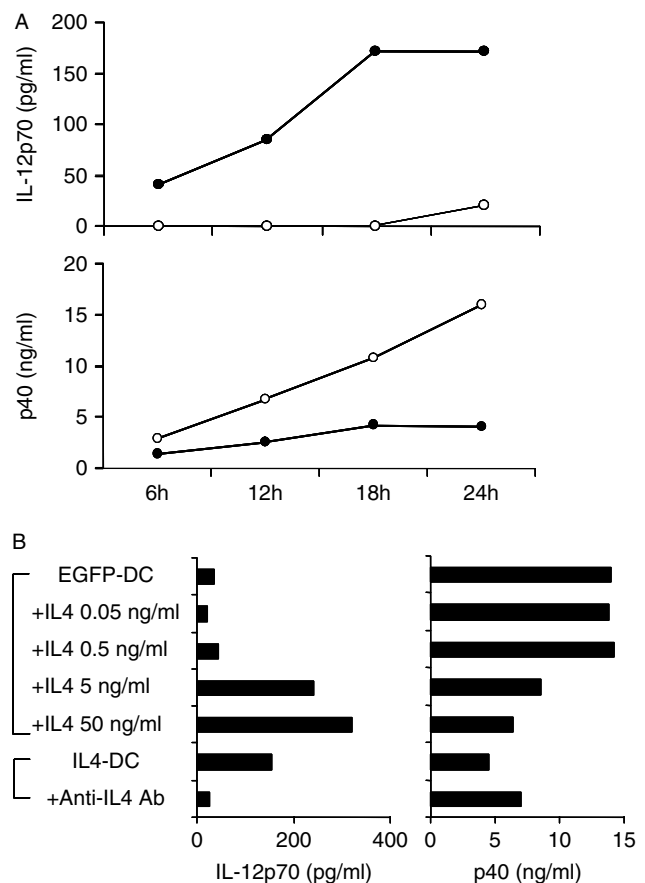 A
IL-12p70 (pg/ml)
200
150
100
50
0
p40 (ng/ml)
20
15
10
5
0
6h 12h 18h 24h
B
EGFP-DC
+IL4 0.05 ng/ml
+IL4 0.5 ng/ml
+IL4 5 ng/ml
+IL4 50 ng/ml
IL4-DC
+Anti-IL4 Ab
0 200 400
IL-12p70 (pg/ml)
0 5 10 15
p40 (ng/ml)